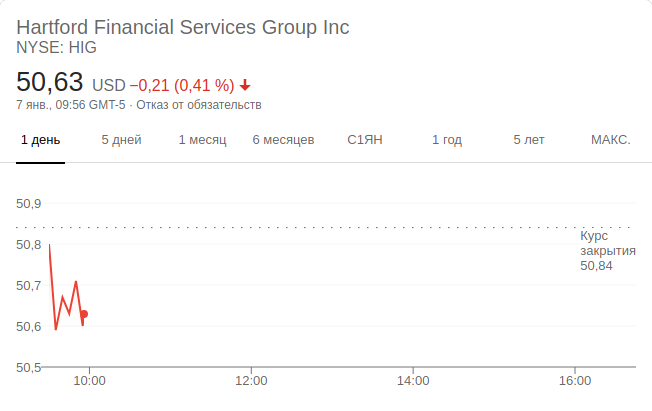 Hartford Financial Services Group Inc
NYSE: HIG
50,63 USD −0,21 (0,41 %)
7 янв., 09:56 GMT-5 · Отказ от обязательств
1 день 5 дней 1 месяц 6 месяцев С1ЯН 1 год 5 лет МАКС.
50,9
50,8
50,7
50,6
50,5
Курс
закрытия
50,84
10:00 12:00 14:00 16:00